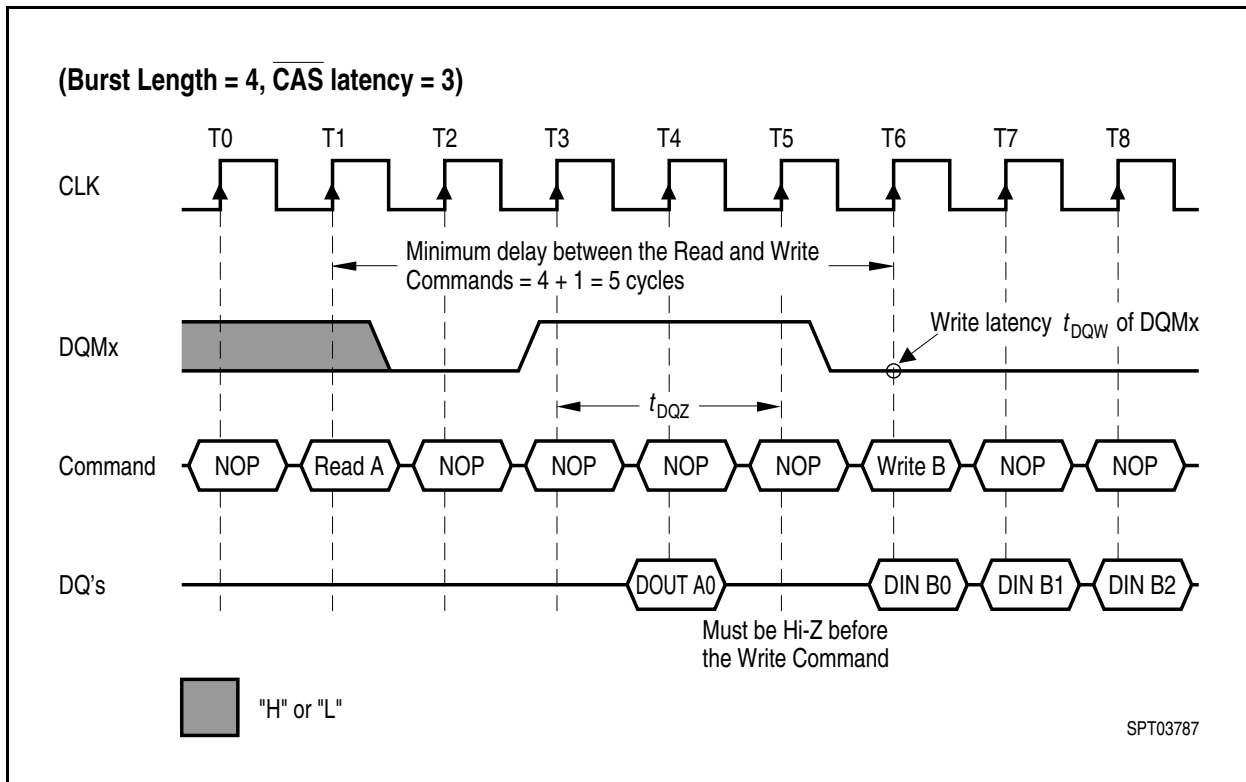 (Burst Length = 4, CAS latency = 3)
T0 T1 T2 T3 T4 T5 T6 T7 T8
CLK
Minimum delay between the Read and Write
Commands = 4 + 1 = 5 cycles
Write latency tDQW of DQMx
DQMx
tDQZ
Command NOP Read A NOP NOP NOP NOP Write B NOP NOP
DQ's DOUT A0 DIN B0 DIN B1 DIN B2
Must be Hi-Z before
the Write Command
"H" or "L"
SPT03787